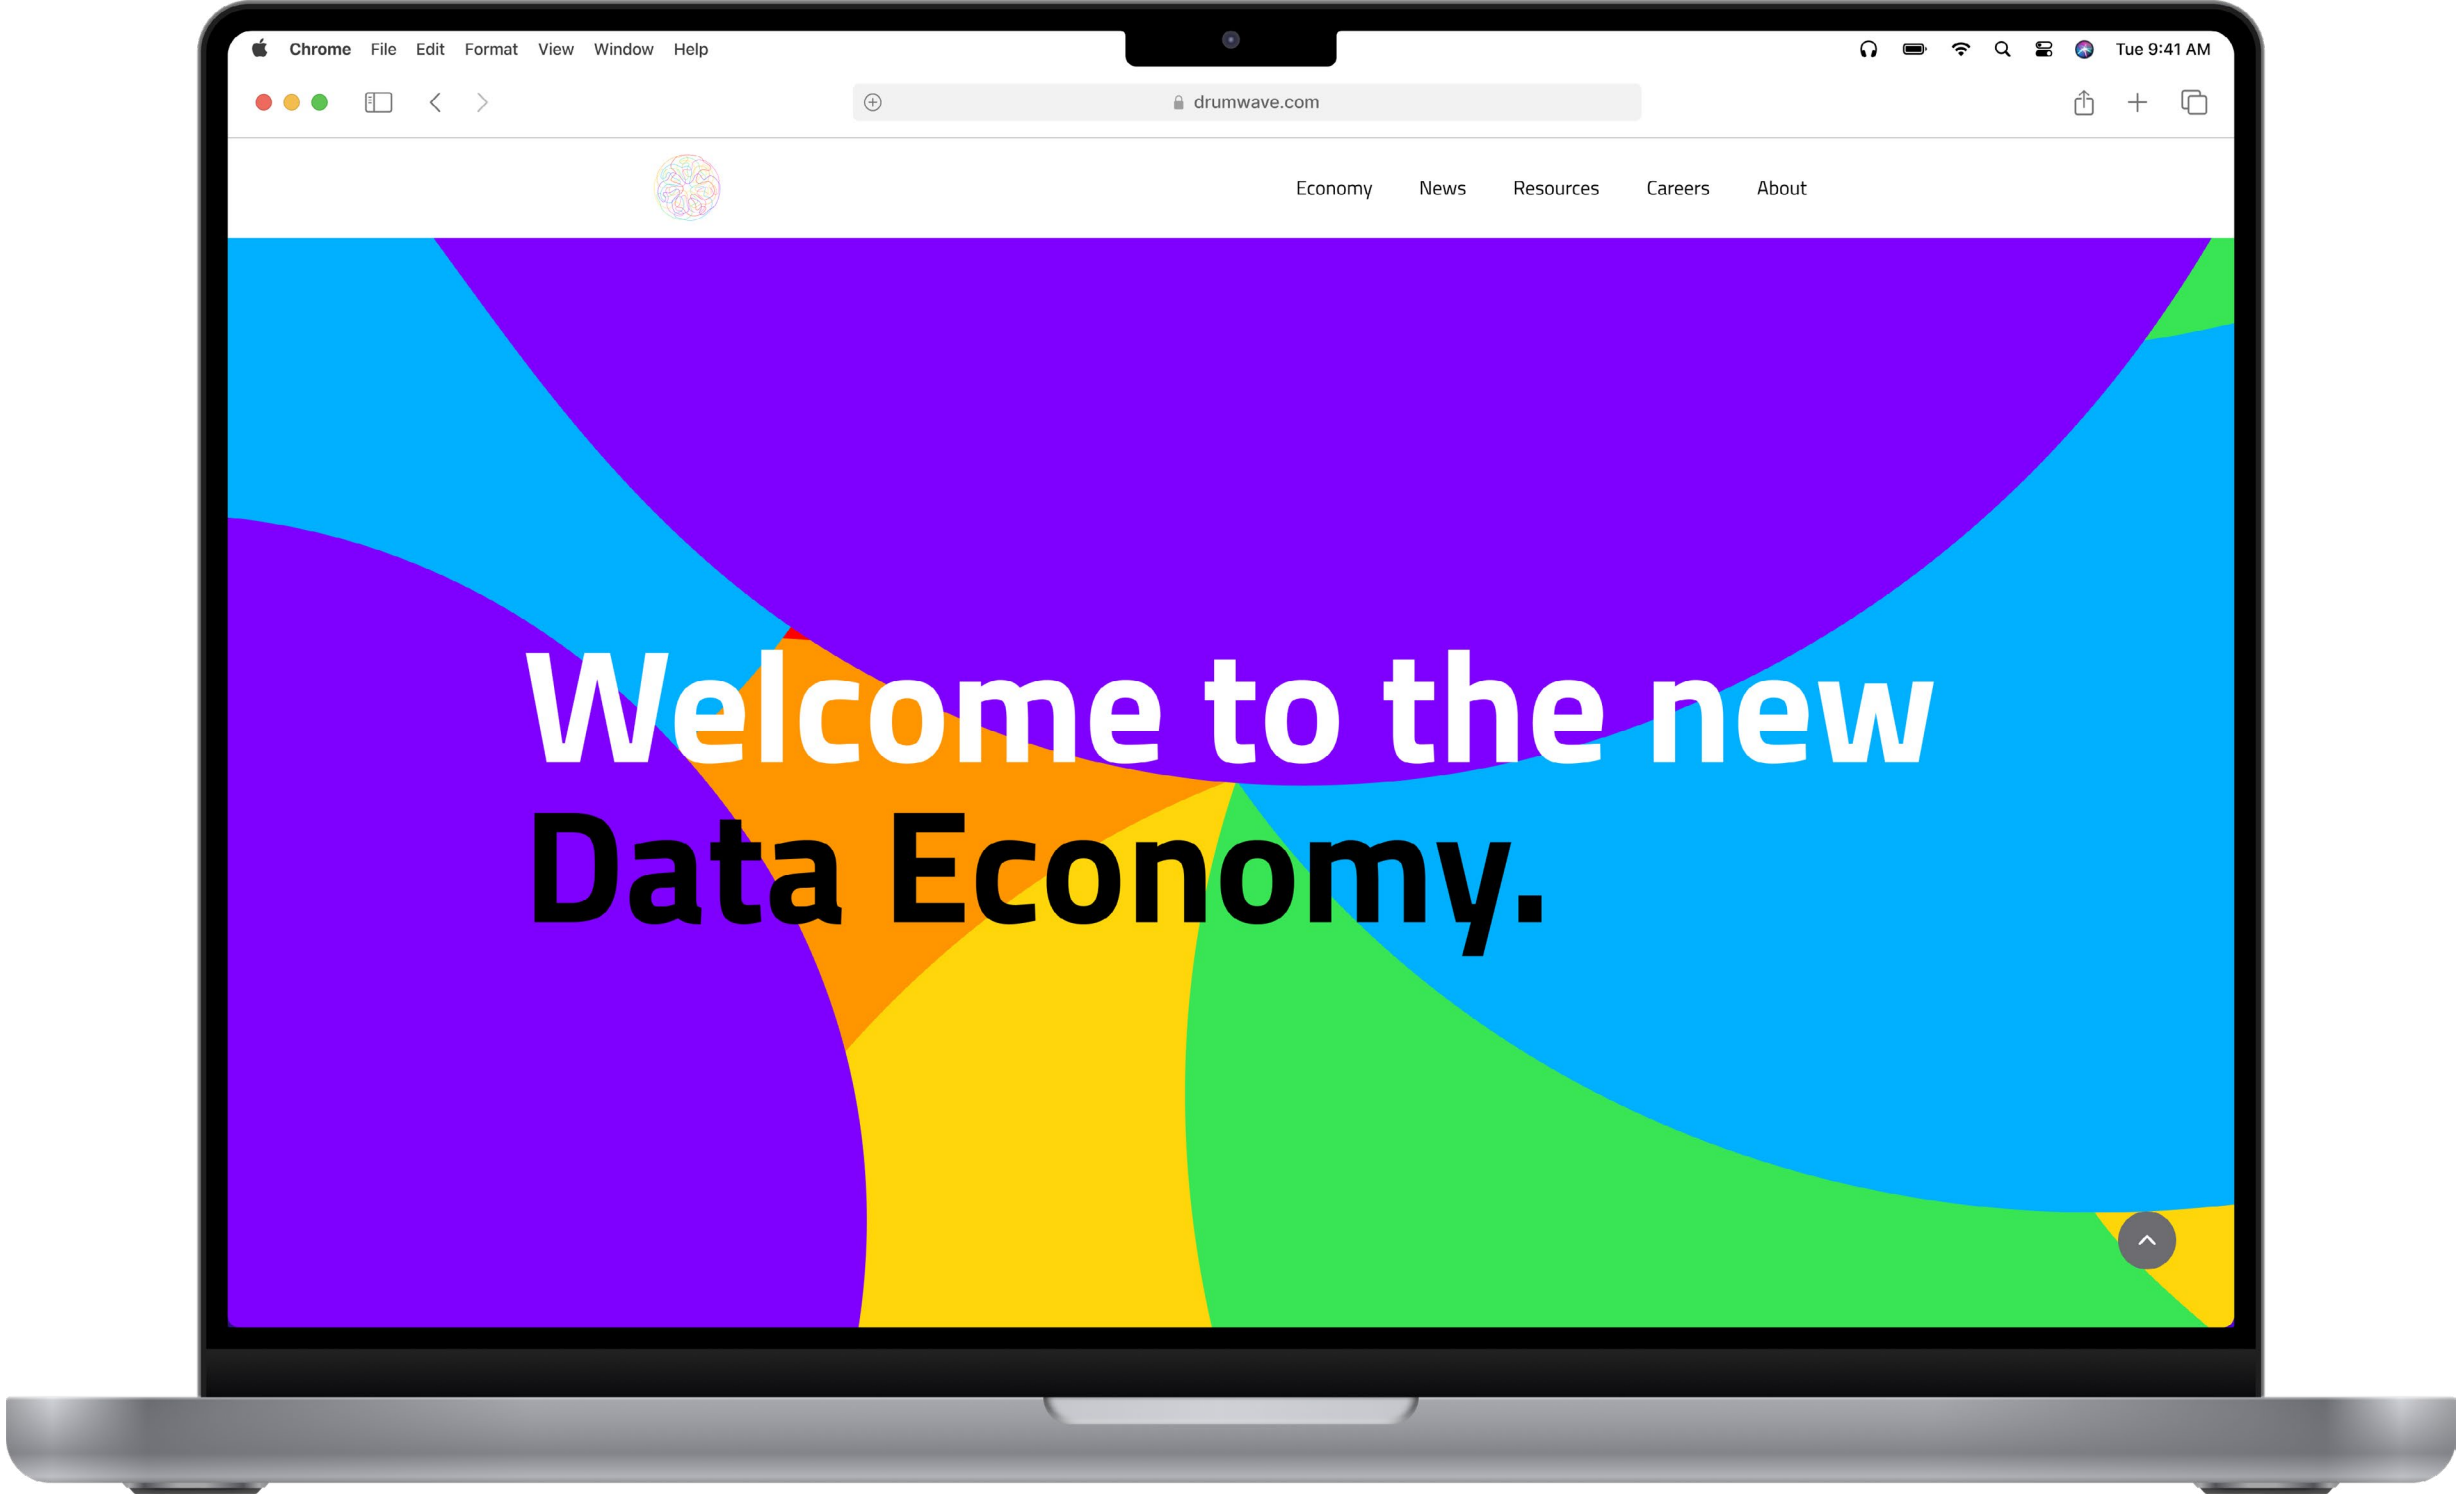 Chrome File Edit Format View Window Help Tue 9:41 AM
drumwave.com
Economy News Resources Careers About
Welcome to the new
Data Economy.